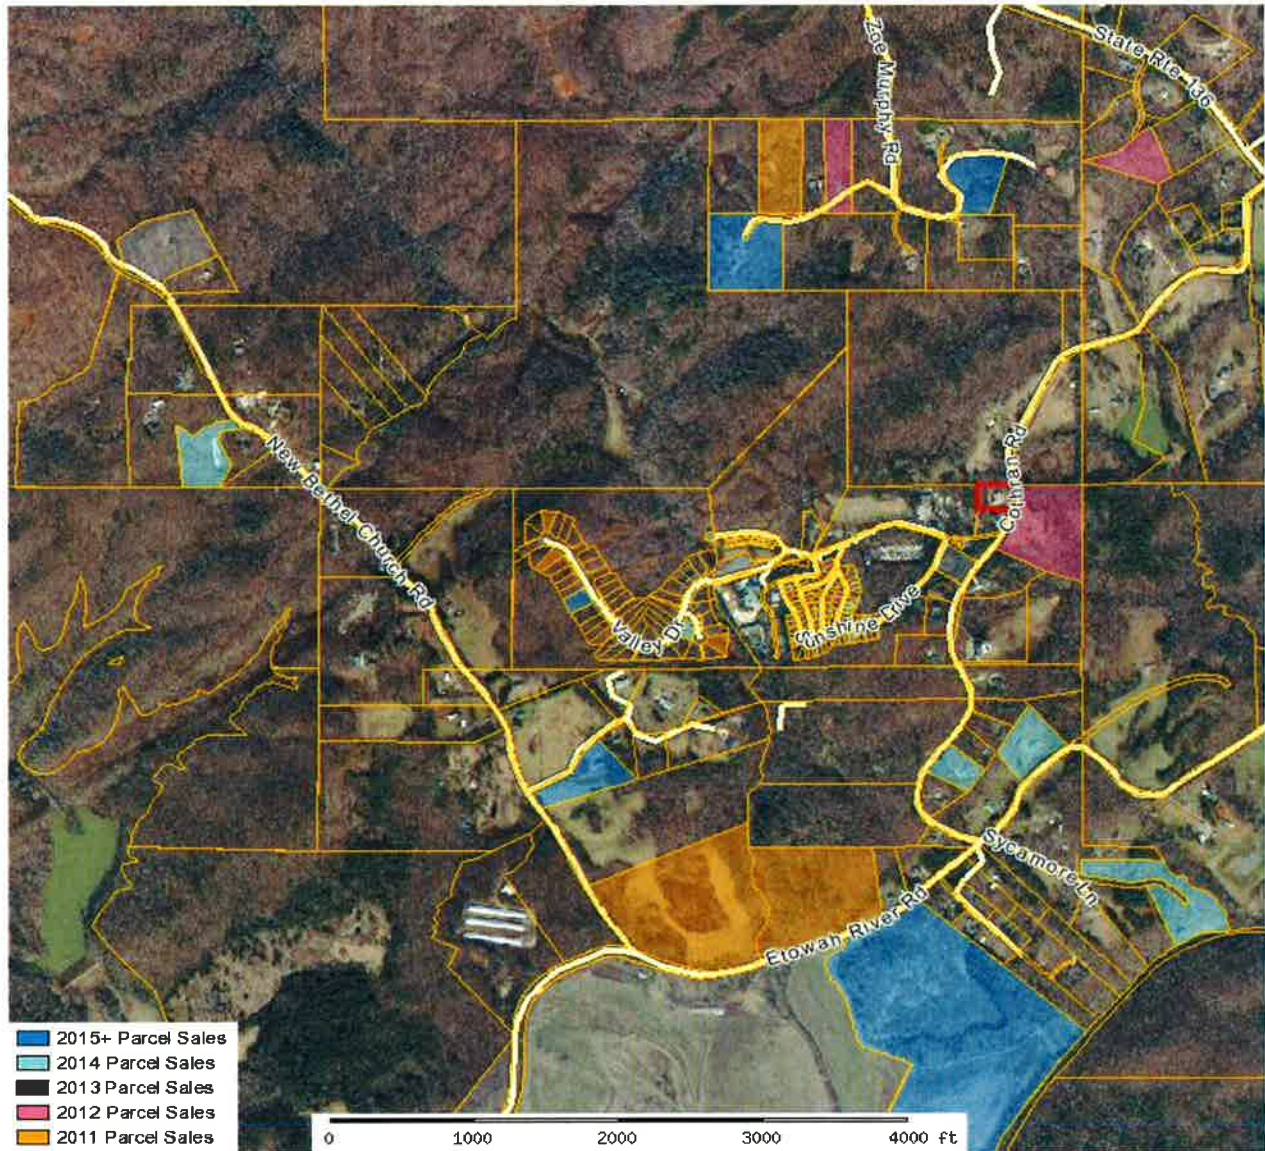 State Rte 136
Zoe Murphy Rd
New Bethel Church Rd
Cothran Rd
Valley Dr
Sunshine Drive
Sycamore Ln
Etowah River Rd
2015+ Parcel Sales
2014 Parcel Sales
2013 Parcel Sales
2012 Parcel Sales
2011 Parcel Sales
0 1000 2000 3000 4000 ft